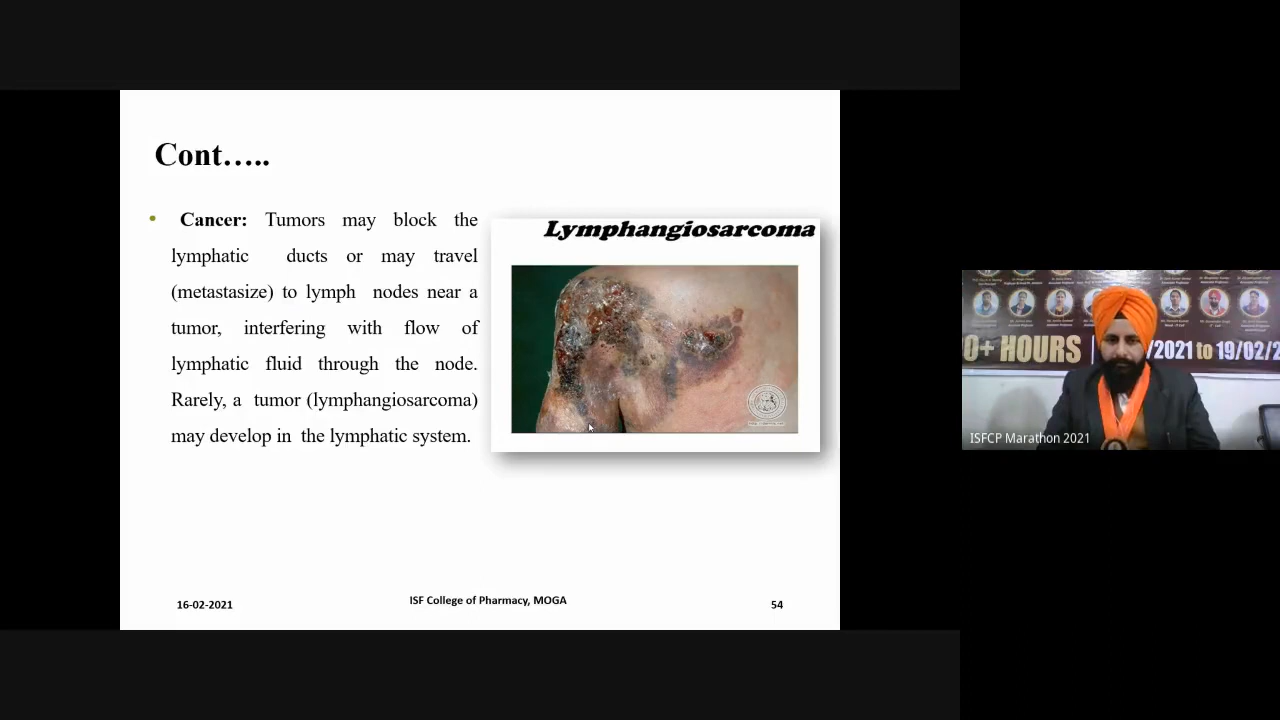 Cont…..
• Cancer: Tumors may block the
lymphatic ducts or may travel
(metastasize) to lymph nodes near a
tumor, interfering with flow of
lymphatic fluid through the node.
Rarely, a tumor (lymphangiosarcoma)
may develop in the lymphatic system.
Lymphangiosarcoma
16-02-2021
ISF College of Pharmacy, MOGA
54
0+ HOURS
/2021 to 19/02/2
ISFCP Marathon 2021